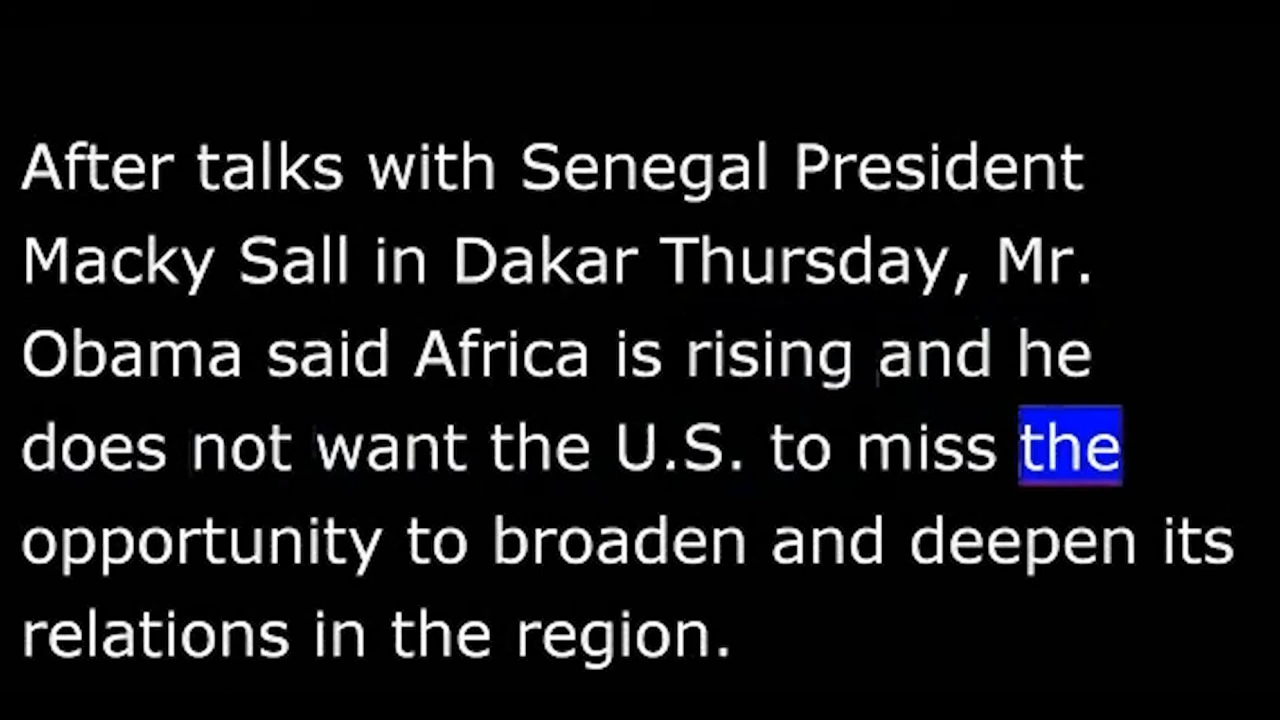 After talks with Senegal President
Macky Sall in Dakar Thursday, Mr.
Obama said Africa is rising and he
does not want the U.S. to miss the
opportunity to broaden and deepen its
relations in the region.